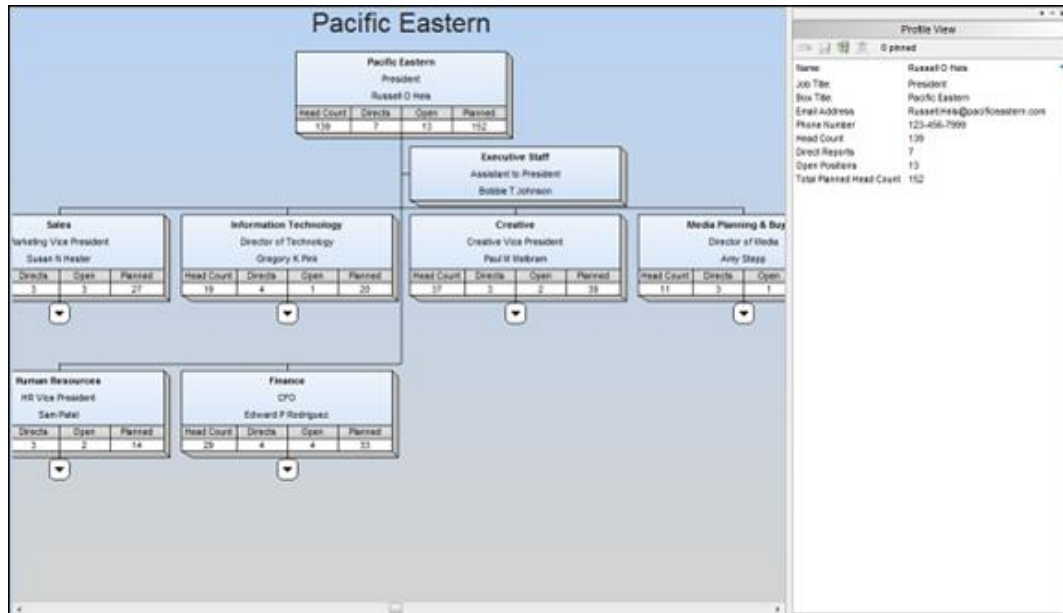 Pacific Eastern
Pacific Eastern
President
Russell O Heis
Head Count Directs Open Planned
139 7 13 152
Executive Staff
Assistant to President
Bobbie T Johnson
Sales
Marketing Vice President
Susan N Hester
Directs Open Planned
3 3 27
Information Technology
Director of Technology
Gregory K Pink
Head Count Directs Open Planned
19 4 1 20
Creative
Creative Vice President
Paul M
Head Count Directs Open Planned
37 3 2 39
Media Planning & Buy
Director of Media
Amy Stepp
Head Count Directs Open
11 3 1
Human Resources
HR Vice President
Sam Patel
Directs Open Planned
3 2 14
Finance
CFO
Edward P Rodriguez
Head Count Directs Open Planned
29 4 4 33
Profile View
0 pinned
Name Russell O Heis
Job Title President
Box Title Pacific Eastern
Email Address Russell.Heis@pacificeastern.com
Phone Number 123-456-7999
Head Count 139
Direct Reports 7
Open Positions 13
Total Planned Head Count 152